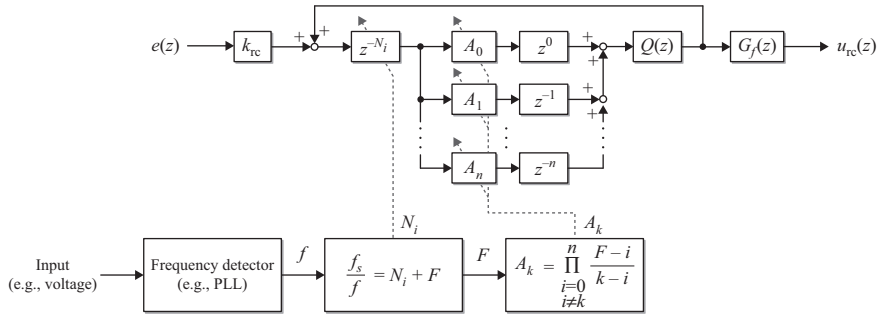 e(z) k_rc + + z^{-N_i} A_0 z^0 + + Q(z) G_f(z) u_rc(z)
A_1 z^{-1} + +
A_n z^{-n}
N_i A_k
Input
(e.g., voltage)
Frequency detector
(e.g., PLL)
f
f_s/f = N_i + F
F
A_k = ∏_{i=0, i≠k}^{n} (F – i)/(k – i)